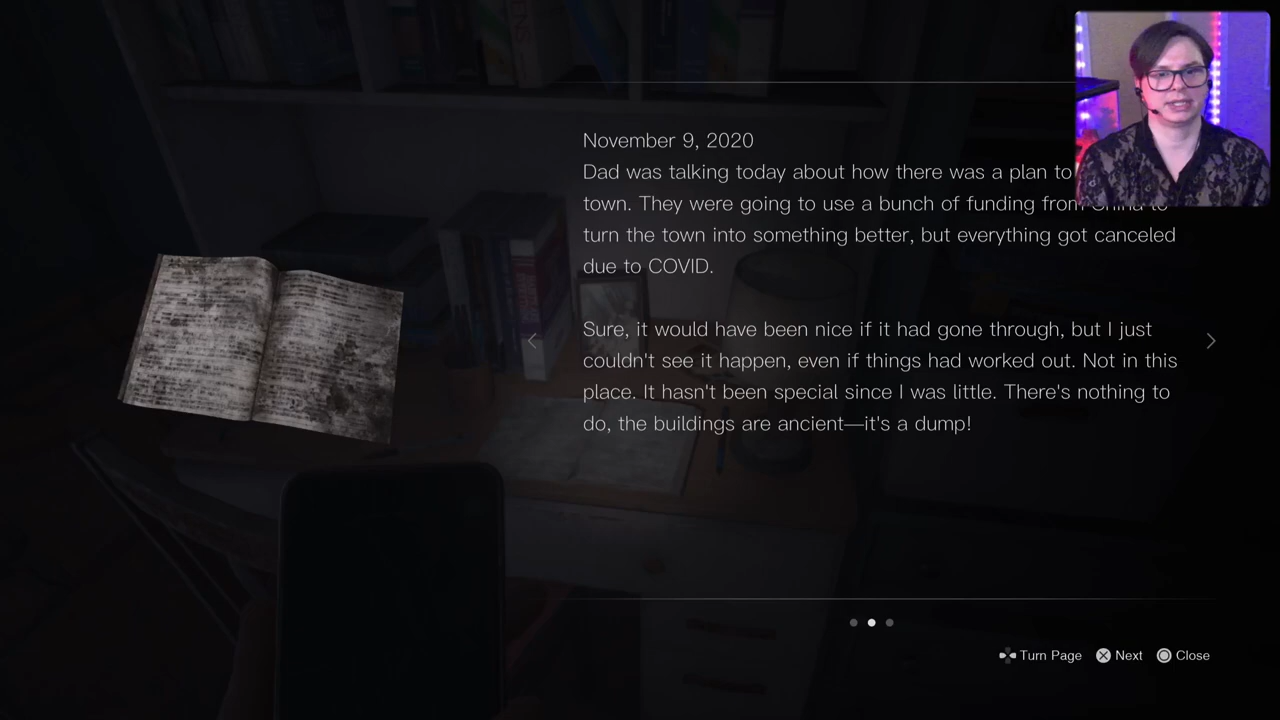 November 9, 2020
Dad was talking today about how there was a plan to
town. They were going to use a bunch of funding from China to
turn the town into something better, but everything got canceled
due to COVID.
Sure, it would have been nice if it had gone through, but I just
couldn't see it happen, even if things had worked out. Not in this
place. It hasn't been special since I was little. There's nothing to
do, the buildings are ancient—it's a dump!
Turn Page Next Close